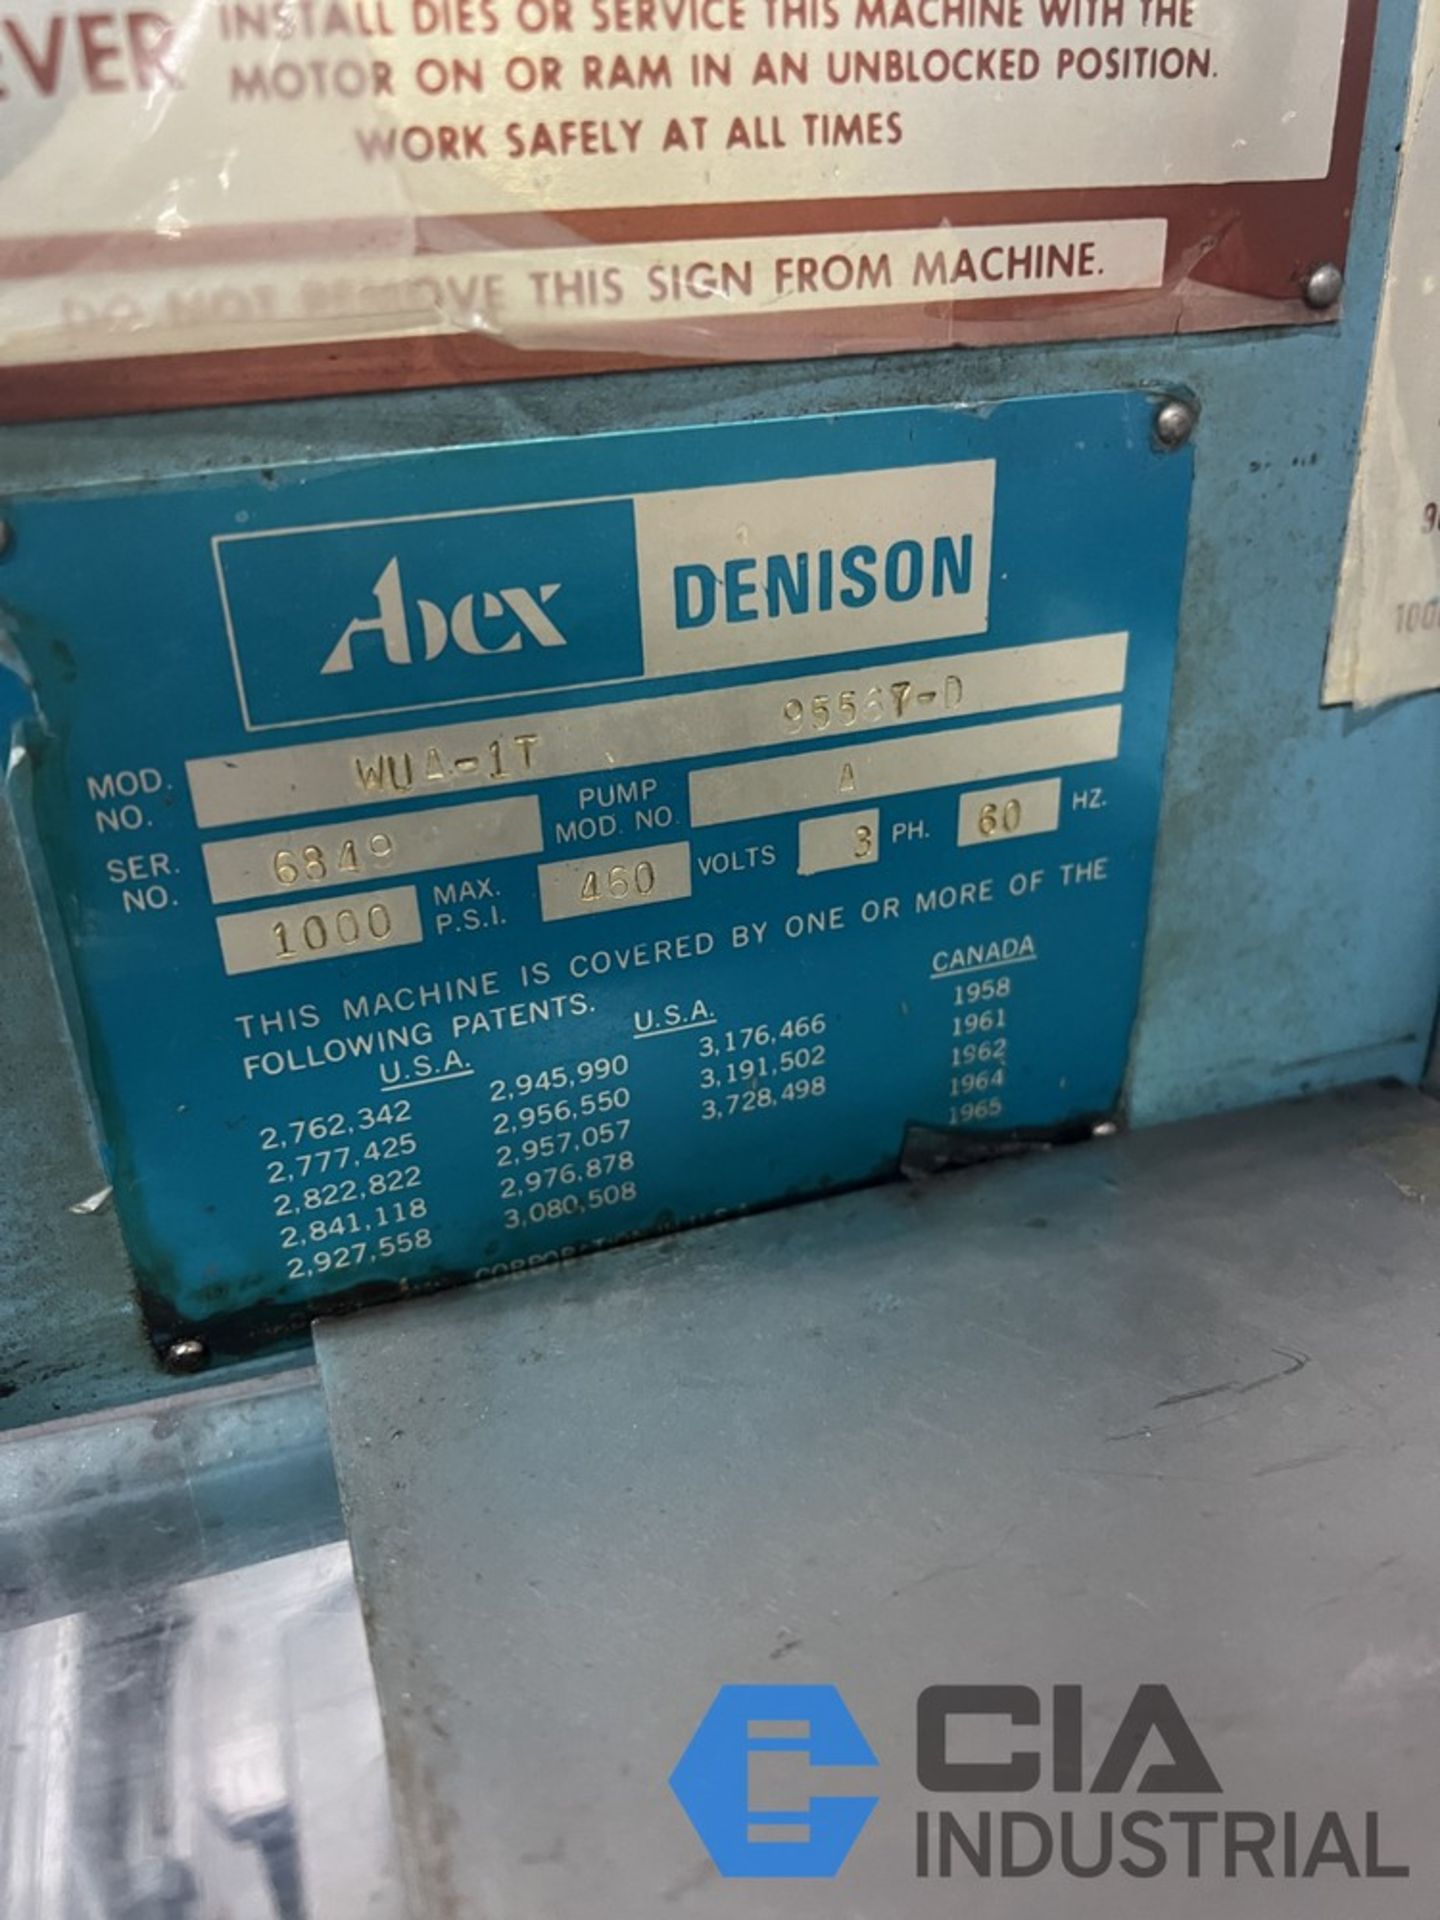 INSTALL DIES OR SERVICE THIS MACHINE WITH THE
MOTOR ON OR RAM IN AN UNBLOCKED POSITION.
WORK SAFELY AT ALL TIMES
DO NOT REMOVE THIS SIGN FROM MACHINE.
Abex DENISON
MOD. NO. WUA-1T 95567-D
SER. NO. 6849 PUMP MOD. NO. A
1000 MAX. P.S.I. 460 VOLTS 3 PH. 60 HZ.
THIS MACHINE IS COVERED BY ONE OR MORE OF THE
FOLLOWING PATENTS.
U.S.A. U.S.A. CANADA
2,762,342 2,945,990 3,176,466 1958
2,777,425 2,956,550 3,191,502 1961
2,822,822 2,957,057 3,728,498 1962
2,841,118 2,976,878 1964
2,927,558 3,080,508 1965
CORPORATION
CIA
INDUSTRIAL